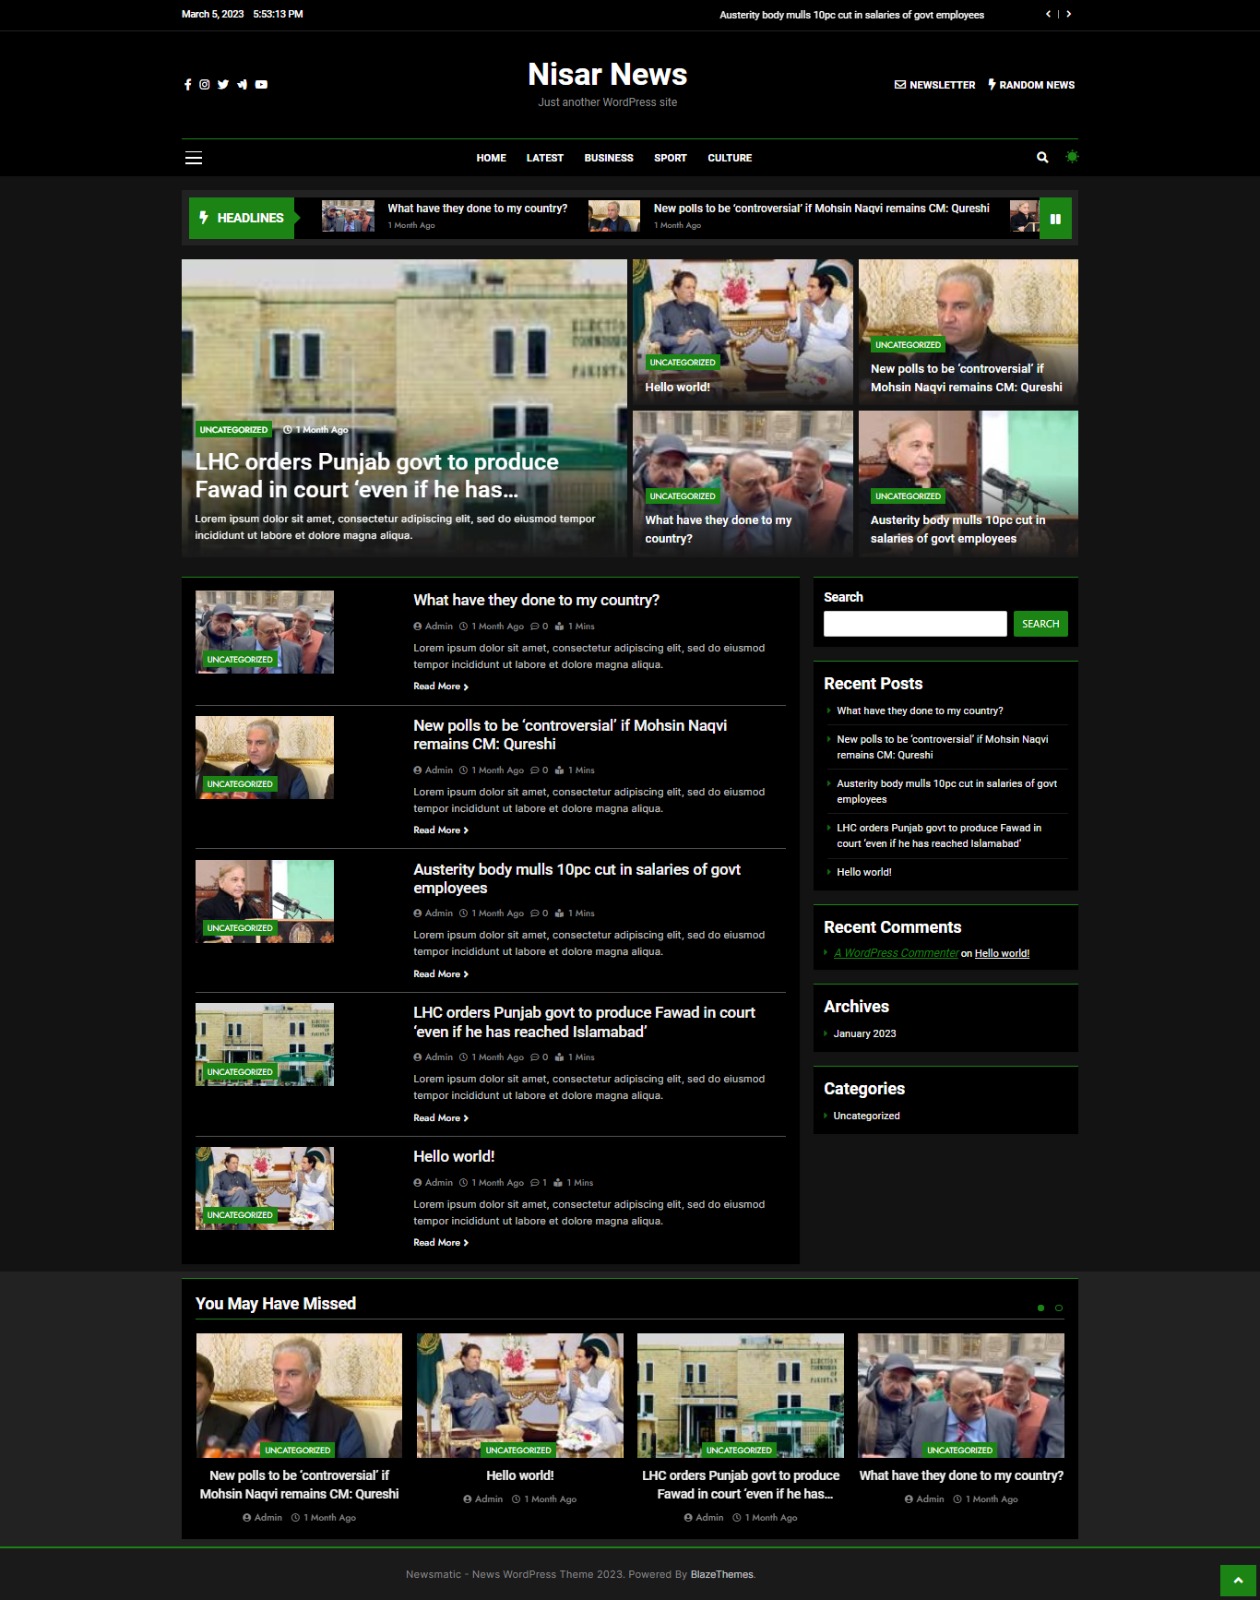 March 5, 2023 5:53:13 PM
Austerity body mulls 10pc cut in salaries of govt employees
Nisar News
Just another WordPress site
NEWSLETTER
RANDOM NEWS
HOME LATEST BUSINESS SPORT CULTURE
HEADLINES
What have they done to my country?
1 Month Ago
New polls to be ‘controversial’ if Mohsin Naqvi remains CM: Qureshi
1 Month Ago
ELECTIO
UNCATEGORIZED 1 Month Ago
LHC orders Punjab govt to produce
Fawad in court ‘even if he has...
Lorem ipsum dolor sit amet, consectetur adipiscing elit, sed do eiusmod tempor
incididunt ut labore et dolore magna aliqua.
UNCATEGORIZED
Hello world!
UNCATEGORIZED
New polls to be ‘controversial’ if
Mohsin Naqvi remains CM: Qureshi
UNCATEGORIZED
What have they done to my
country?
UNCATEGORIZED
Austerity body mulls 10pc cut in
salaries of govt employees
UNCATEGORIZED
What have they done to my country?
Admin 1 Month Ago 0 1 Mins
Lorem ipsum dolor sit amet, consectetur adipiscing elit, sed do eiusmod
tempor incididunt ut labore et dolore magna aliqua.
Read More
UNCATEGORIZED
New polls to be ‘controversial’ if Mohsin Naqvi
remains CM: Qureshi
Admin 1 Month Ago 0 1 Mins
Lorem ipsum dolor sit amet, consectetur adipiscing elit, sed do eiusmod
tempor incididunt ut labore et dolore magna aliqua.
Read More
UNCATEGORIZED
Austerity body mulls 10pc cut in salaries of govt
employees
Admin 1 Month Ago 0 1 Mins
Lorem ipsum dolor sit amet, consectetur adipiscing elit, sed do eiusmod
tempor incididunt ut labore et dolore magna aliqua.
Read More
UNCATEGORIZED
LHC orders Punjab govt to produce Fawad in court
‘even if he has reached Islamabad’
Admin 1 Month Ago 0 1 Mins
Lorem ipsum dolor sit amet, consectetur adipiscing elit, sed do eiusmod
tempor incididunt ut labore et dolore magna aliqua.
Read More
UNCATEGORIZED
Hello world!
Admin 1 Month Ago 1 1 Mins
Lorem ipsum dolor sit amet, consectetur adipiscing elit, sed do eiusmod
tempor incididunt ut labore et dolore magna aliqua.
Read More
Search
SEARCH
Recent Posts
What have they done to my country?
New polls to be ‘controversial’ if Mohsin Naqvi
remains CM: Qureshi
Austerity body mulls 10pc cut in salaries of govt
employees
LHC orders Punjab govt to produce Fawad in
court ‘even if he has reached Islamabad’
Hello world!
Recent Comments
A WordPress Commenter on Hello world!
Archives
January 2023
Categories
Uncategorized
You May Have Missed
UNCATEGORIZED
New polls to be ‘controversial’ if
Mohsin Naqvi remains CM: Qureshi
Admin 1 Month Ago
UNCATEGORIZED
Hello world!
Admin 1 Month Ago
UNCATEGORIZED
LHC orders Punjab govt to produce
Fawad in court ‘even if he has...
Admin 1 Month Ago
UNCATEGORIZED
What have they done to my country?
Admin 1 Month Ago
Newsmatic - News WordPress Theme 2023. Powered By BlazeThemes.